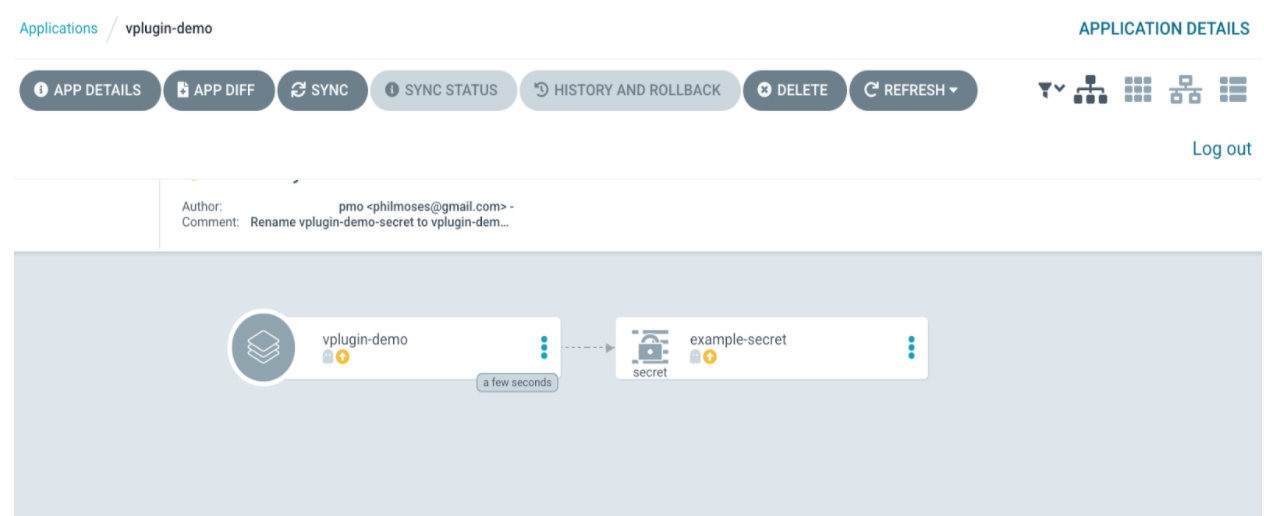 Applications / vplugin-demo
APPLICATION DETAILS
APP DETAILS
APP DIFF
SYNC
SYNC STATUS
HISTORY AND ROLLBACK
DELETE
REFRESH
Log out
Author: pmo <philmoses@gmail.com> -
Comment: Rename vplugin-demo-secret to vplugin-dem...
vplugin-demo
a few seconds
example-secret
secret